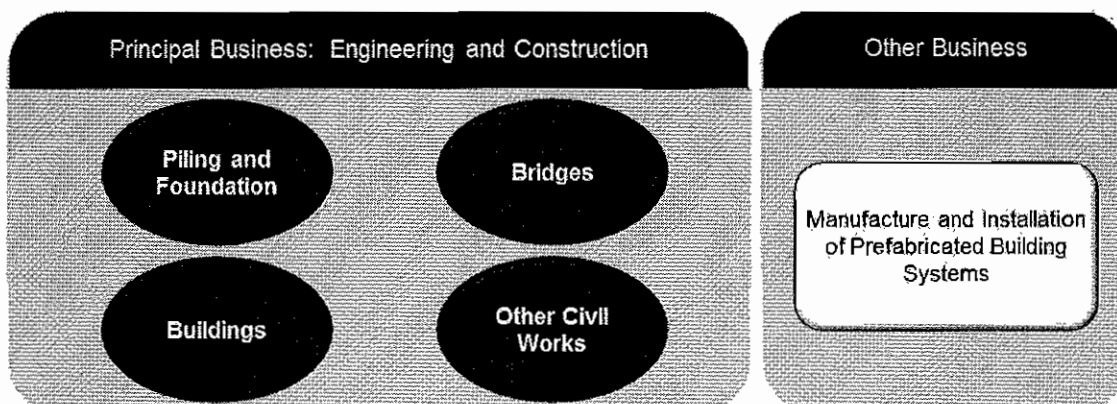 Principal Business: Engineering and Construction
Other Business
Piling and
Foundation
Bridges
Manufacture and Installation
of Prefabricated Building
Systems
Buildings
Other Civil
Works